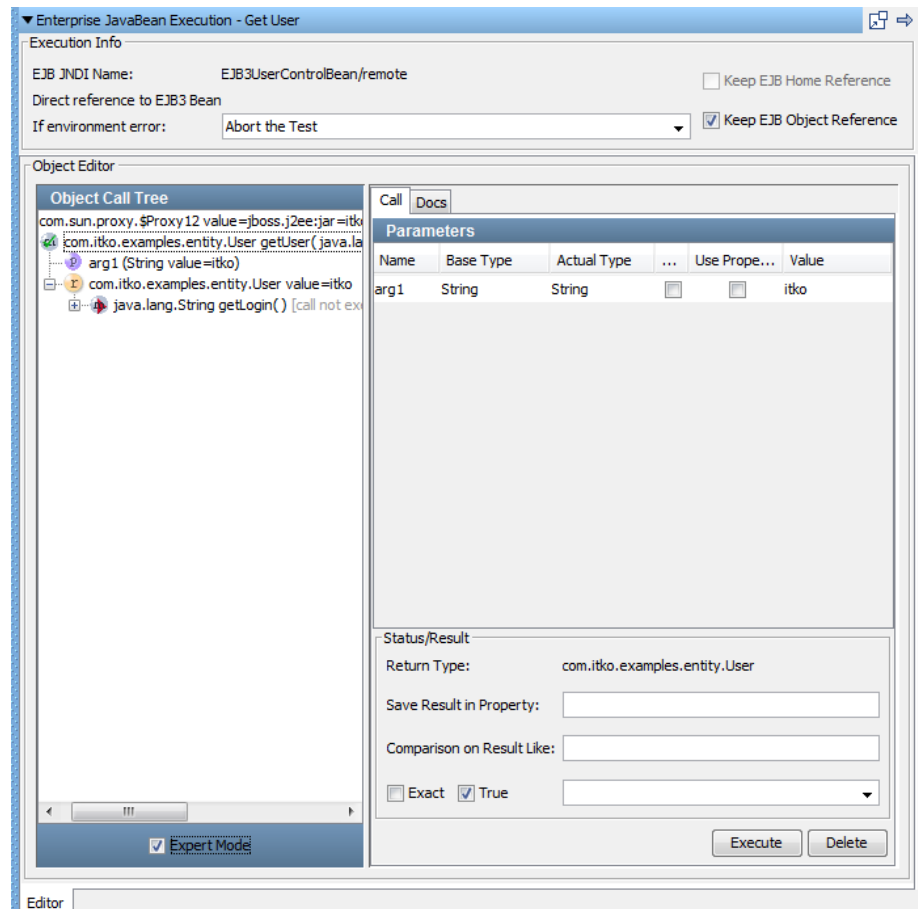 Enterprise JavaBean Execution - Get User
Execution Info
EJB JNDI Name: EJB3UserControlBean/remote
Keep EJB Home Reference
Direct reference to EJB3 Bean
If environment error: Abort the Test
Keep EJB Object Reference
Object Editor
Object Call Tree
com.sun.proxy.$Proxy12 value=jboss.j2ee:jar=itk
com.itko.examples.entity.User getUser( java.la
arg1 (String value=itko)
com.itko.examples.entity.User value=itko
java.lang.String getLogin( ) [call not ex
Expert Mode
Call Docs
Parameters
Name Base Type Actual Type ... Use Prope... Value
arg1 String String itko
Status/Result
Return Type: com.itko.examples.entity.User
Save Result in Property:
Comparison on Result Like:
Exact True
Execute Delete
Editor